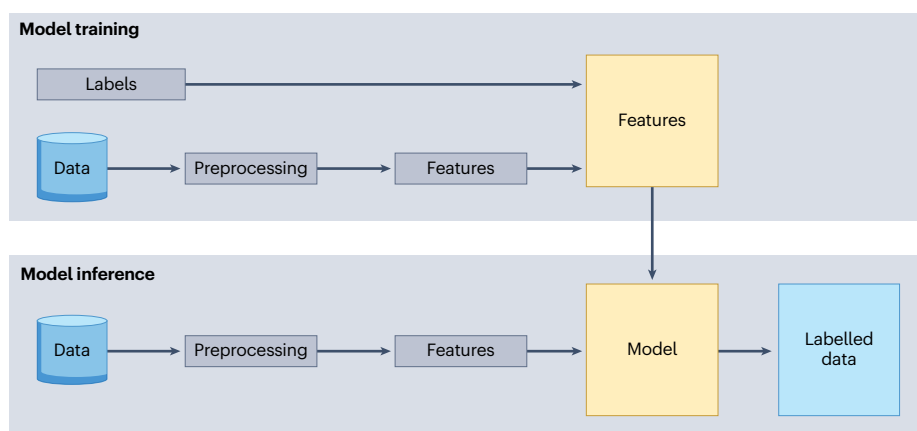 Model training
Labels
Features
Data
Preprocessing
Features
Model inference
Data
Preprocessing
Features
Model
Labelled
data